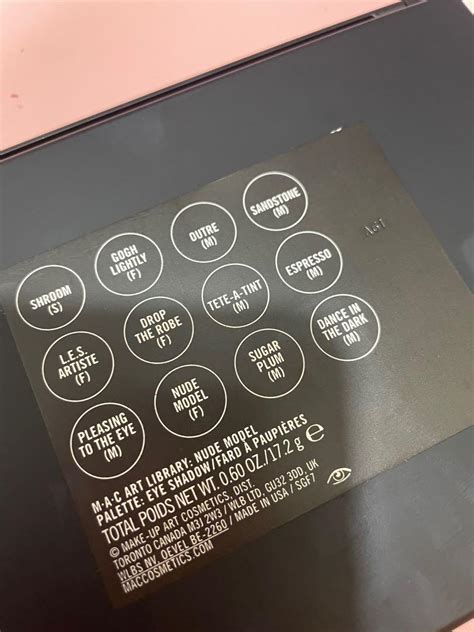 SHROOM
(S)
GOGH
LIGHTLY
(F)
OUTRE
(M)
SANDSTONE
(M)
L.E.S.
ARTISTE
(F)
DROP
THE ROBE
(F)
TETE-A-TINT
(M)
ESPRESSO
(M)
PLEASING
TO THE EYE
(M)
NUDE
MODEL
(F)
SUGAR
PLUM
(M)
DANCE IN
THE DARK
(M)
M·A·C ART LIBRARY: NUDE MODEL
PALETTE: EYE SHADOW/FARD À PAUPIÈRES
TOTAL POIDS NET WT. 0.60 OZ./17.2 g ℮
© MAKE-UP ART COSMETICS, DIST.
TORONTO CANADA M3J 2W3 / WLB LTD, GU32 3DD, UK
WLBS NV, OEVEL BE-2260 / MADE IN USA / SGF7
MACCOSMETICS.COM